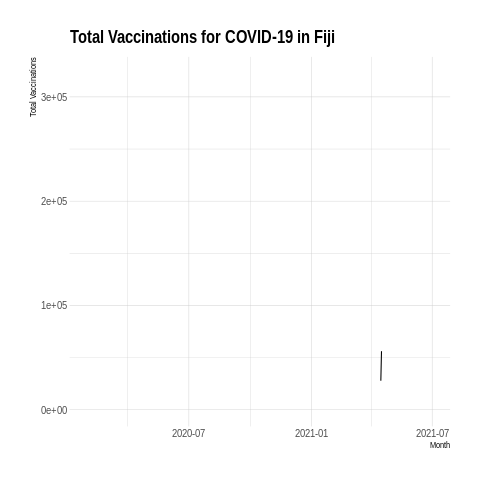 Total Vaccinations for COVID-19 in Fiji
Total Vaccinations
3e+05
2e+05
1e+05
0e+00
2020-07 2021-01 2021-07
Month